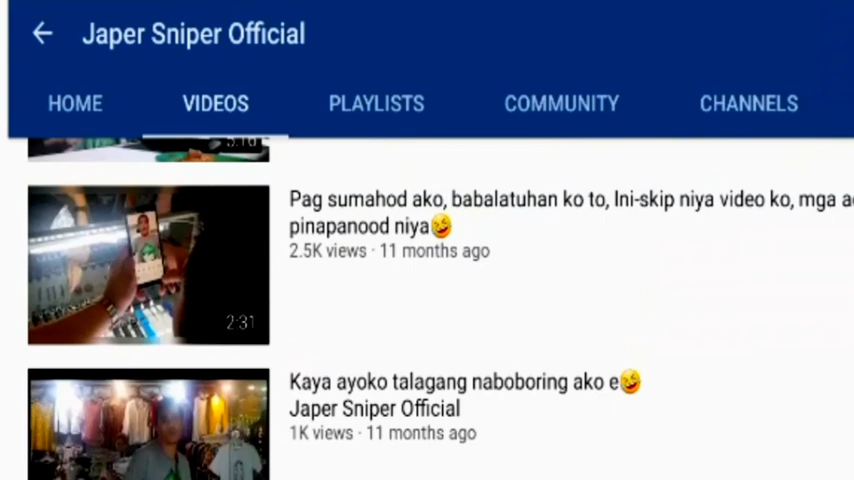 Japer Sniper Official
HOME VIDEOS PLAYLISTS COMMUNITY CHANNELS
Pag sumahod ako, babalatuhan ko to, Ini-skip niya video ko, mga
pinapanood niya🤣
2.5K views · 11 months ago
2:31
Kaya ayoko talagang naboboring ako e🤣
Japer Sniper Official
1K views · 11 months ago